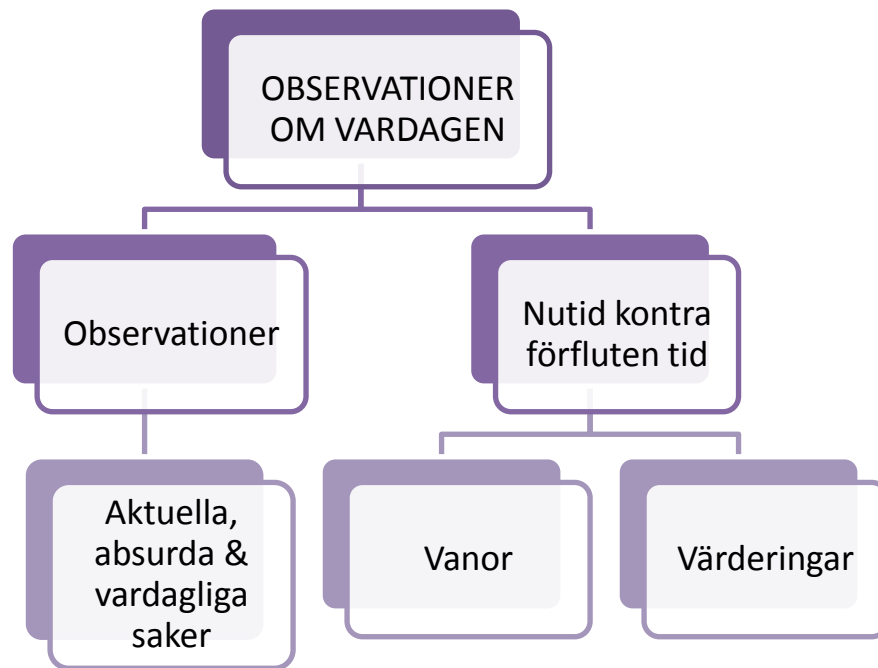 OBSERVATIONER
OM VARDAGEN
Observationer
Nutid kontra
förfluten tid
Aktuella,
absurda &
vardagliga
saker
Vanor
Värderingar